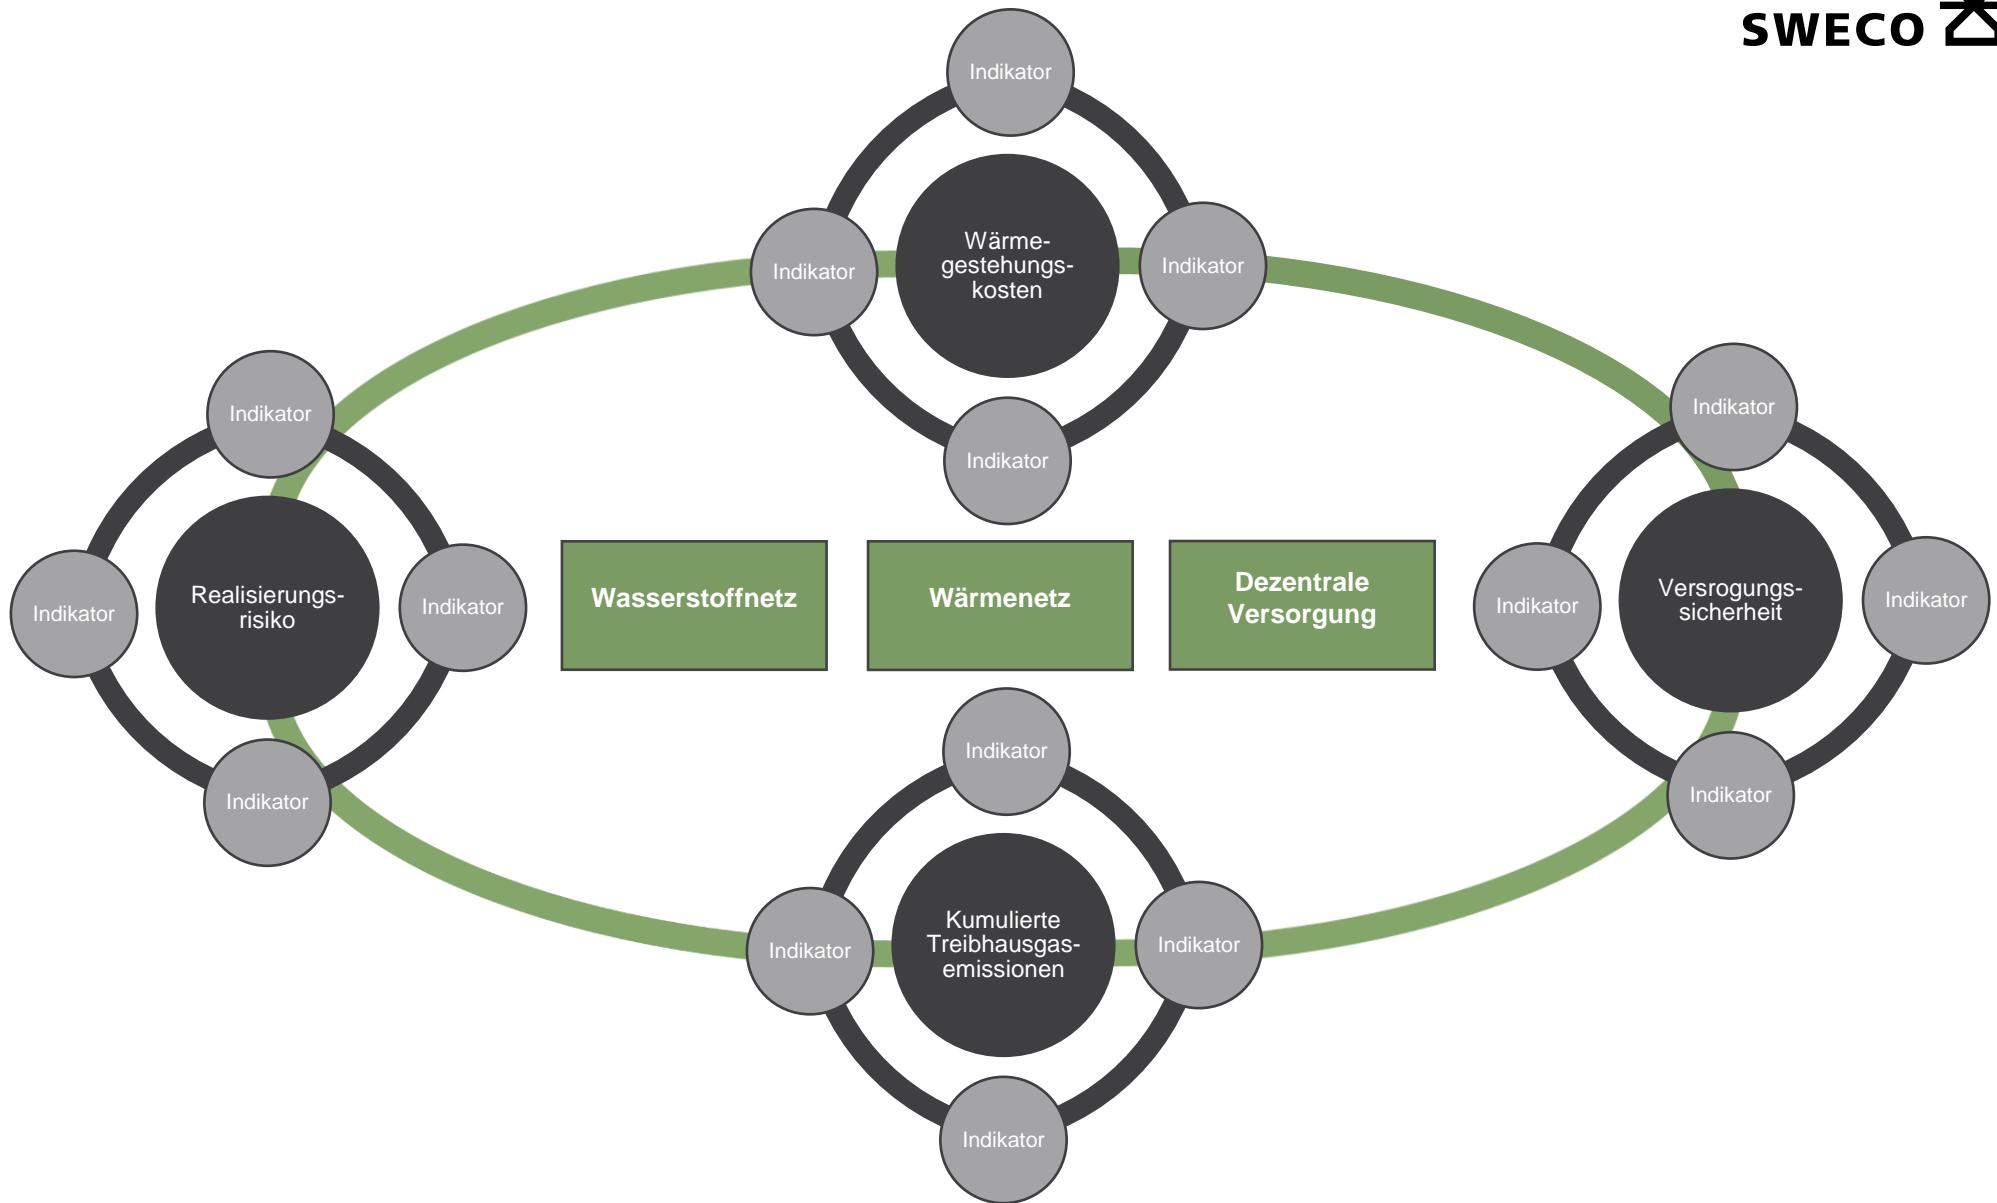 SWECO
Indikator
Indikator
Wärme-
gestehungs-
kosten
Indikator
Indikator
Indikator
Indikator
Realisierungs-
risiko
Indikator
Indikator
Wasserstoffnetz
Wärmenetz
Dezentrale
Versorgung
Indikator
Indikator
Versrogungs-
sicherheit
Indikator
Indikator
Indikator
Indikator
Kumulierte
Treibhausgas-
emissionen
Indikator
Indikator